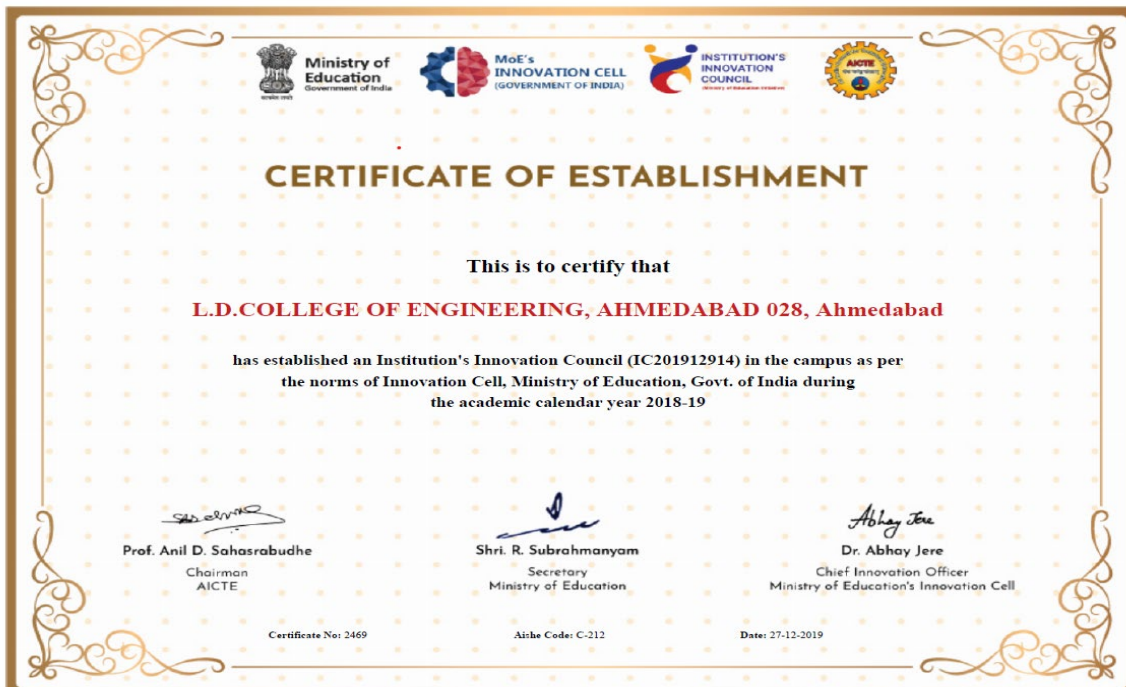 Ministry of
Education
Government of India
MoE's
INNOVATION CELL
(GOVERNMENT OF INDIA)
INSTITUTION'S
INNOVATION
COUNCIL
(Ministry of Education Initiative)
AICTE
CERTIFICATE OF ESTABLISHMENT
This is to certify that
L.D.COLLEGE OF ENGINEERING, AHMEDABAD 028, Ahmedabad
has established an Institution's Innovation Council (IC201912914) in the campus as per
the norms of Innovation Cell, Ministry of Education, Govt. of India during
the academic calendar year 2018-19
Abhay Jere
Prof. Anil D. Sahasrabudhe
Chairman
AICTE
Shri. R. Subrahmanyam
Secretary
Ministry of Education
Dr. Abhay Jere
Chief Innovation Officer
Ministry of Education's Innovation Cell
Certificate No: 2469
Aishe Code: C-212
Date: 27-12-2019